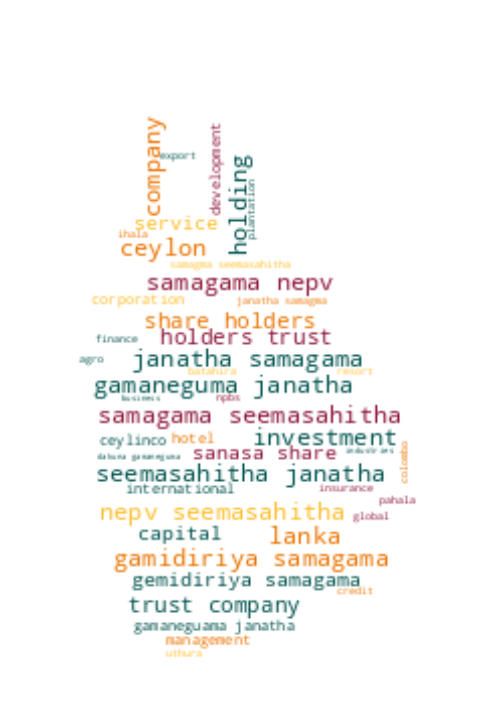 company
export
development
holding
plantation
service
ihala
ceylon
samagma seemasahitha
samagama nepv
corporation
janatha samagma
share holders
finance
holders trust
agro
janatha samagama
batahira
resort
gamaneguma janatha
business
npbs
samagama seemasahitha
ceylinco
hotel
investment
colombo
dakuna gamaneguma
sanasa share
industries
seemasahitha janatha
international
insurance
pahala
nepv seemasahitha
global
capital
lanka
gamidiriya samagama
gemidiriya samagama
credit
trust company
gamaneguama janatha
management
uthura